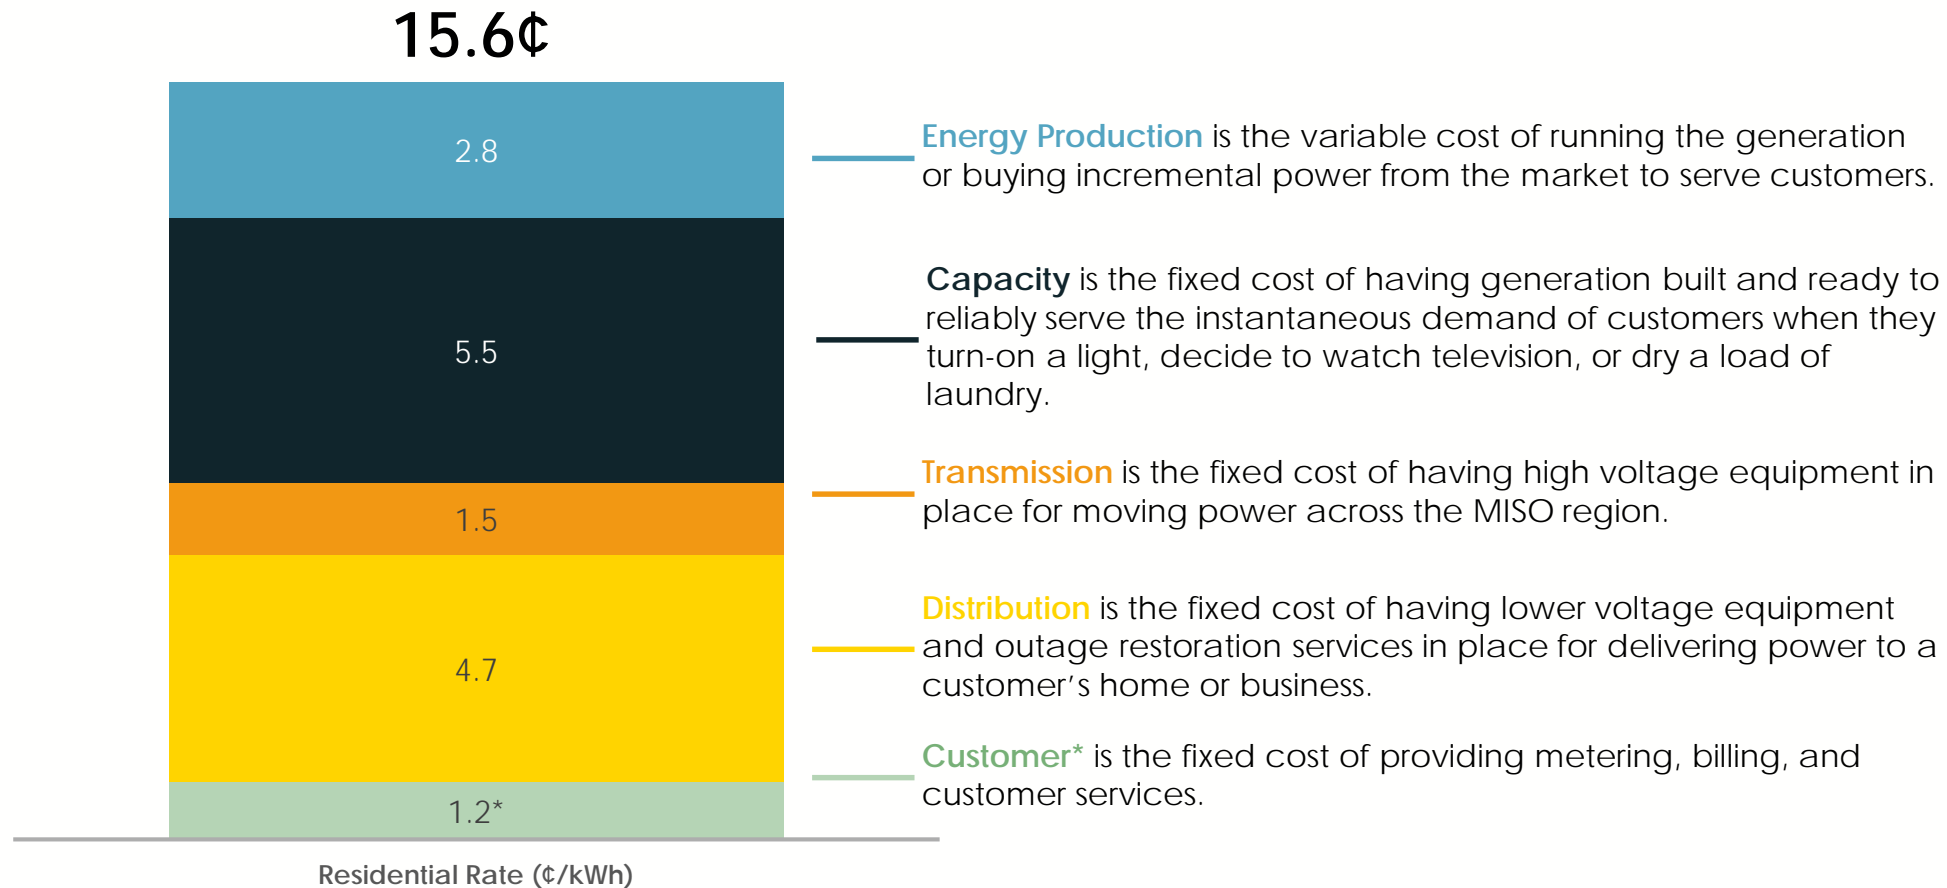 15.6¢
2.8
Energy Production is the variable cost of running the generation
or buying incremental power from the market to serve customers.
5.5
Capacity is the fixed cost of having generation built and ready to
reliably serve the instantaneous demand of customers when they
turn-on a light, decide to watch television, or dry a load of
laundry.
1.5
Transmission is the fixed cost of having high voltage equipment in
place for moving power across the MISO region.
4.7
Distribution is the fixed cost of having lower voltage equipment
and outage restoration services in place for delivering power to a
customer’s home or business.
1.2*
Customer* is the fixed cost of providing metering, billing, and
customer services.
Residential Rate (¢/kWh)